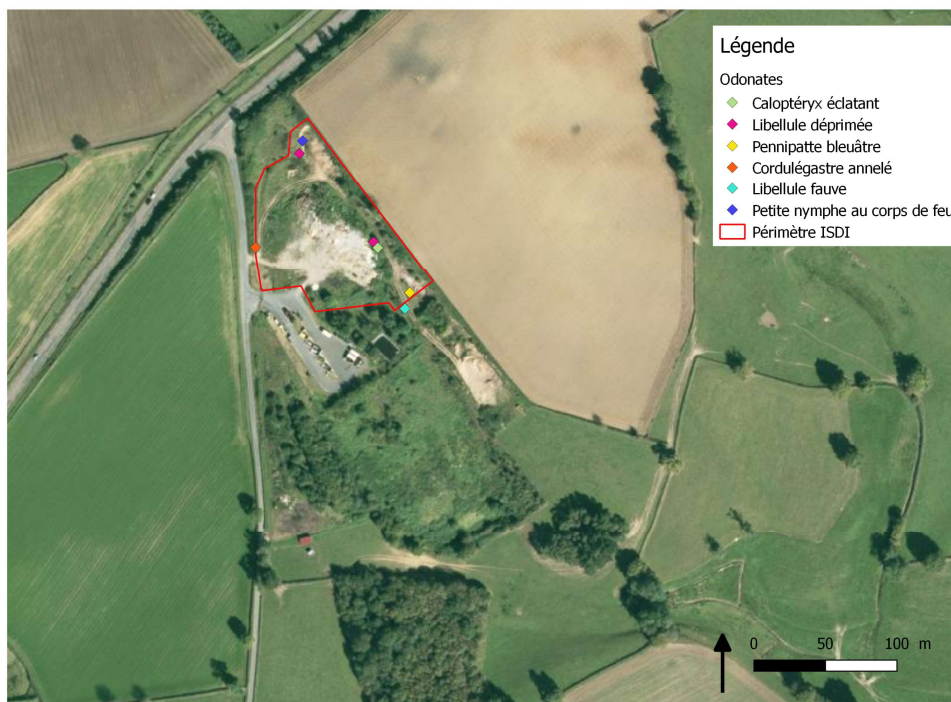 Légende
Odonates
Caloptéryx éclatant
Libellule déprimée
Pennipatte bleuâtre
Cordulégastre annelé
Libellule fauve
Petite nymphe au corps de feu
Périmètre ISDI
0 50 100 m